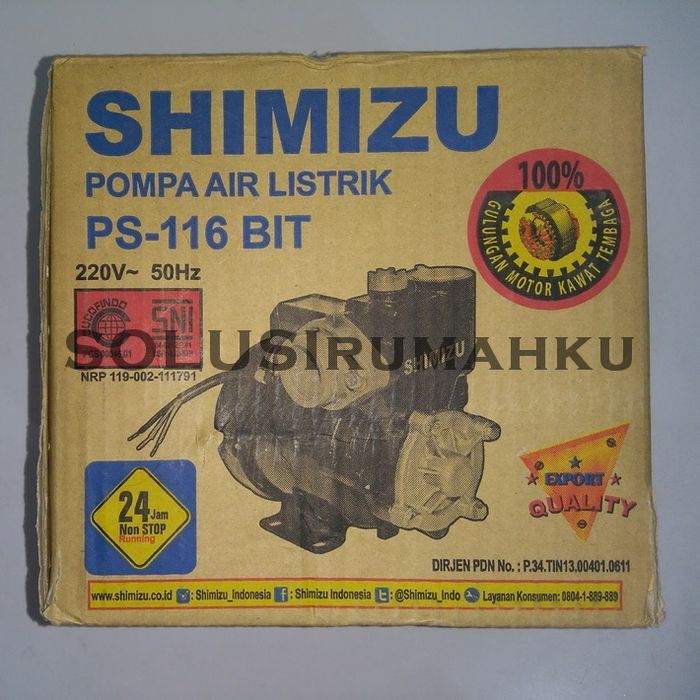 SHIMIZU
POMPA AIR LISTRIK
PS-116 BIT
220V~ 50Hz
100%
GULUNGAN MOTOR KAWAT TEMBAGA
SUCOFINDO
SNI
NRP 119-002-111791
SOLUSIRUMAHKU
SHIMIZU
24 Jam
Non STOP
Running
EXPORT
QUALITY
DIRJEN PDN No. : P.34.TIN13.00401.0611
www.shimizu.co.id : Shimizu_Indonesia f : Shimizu Indonesia : @Shimizu_Indo Layanan Konsumen: 0804-1-889-889